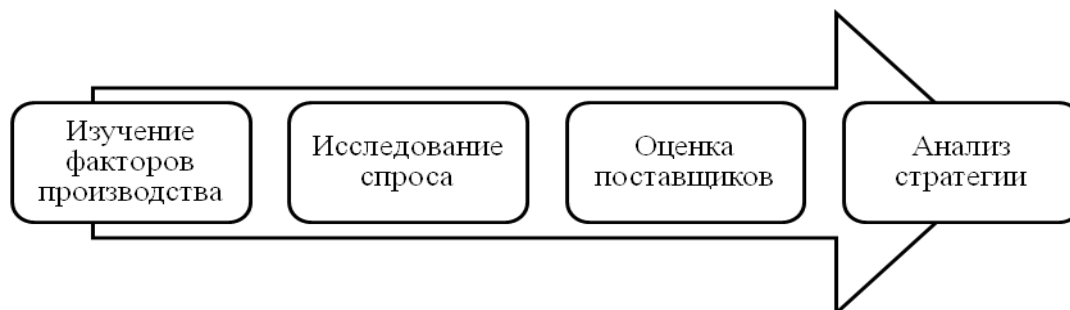 Изучение
факторов
производства
Исследование
спроса
Оценка
поставщиков
Анализ
стратегии